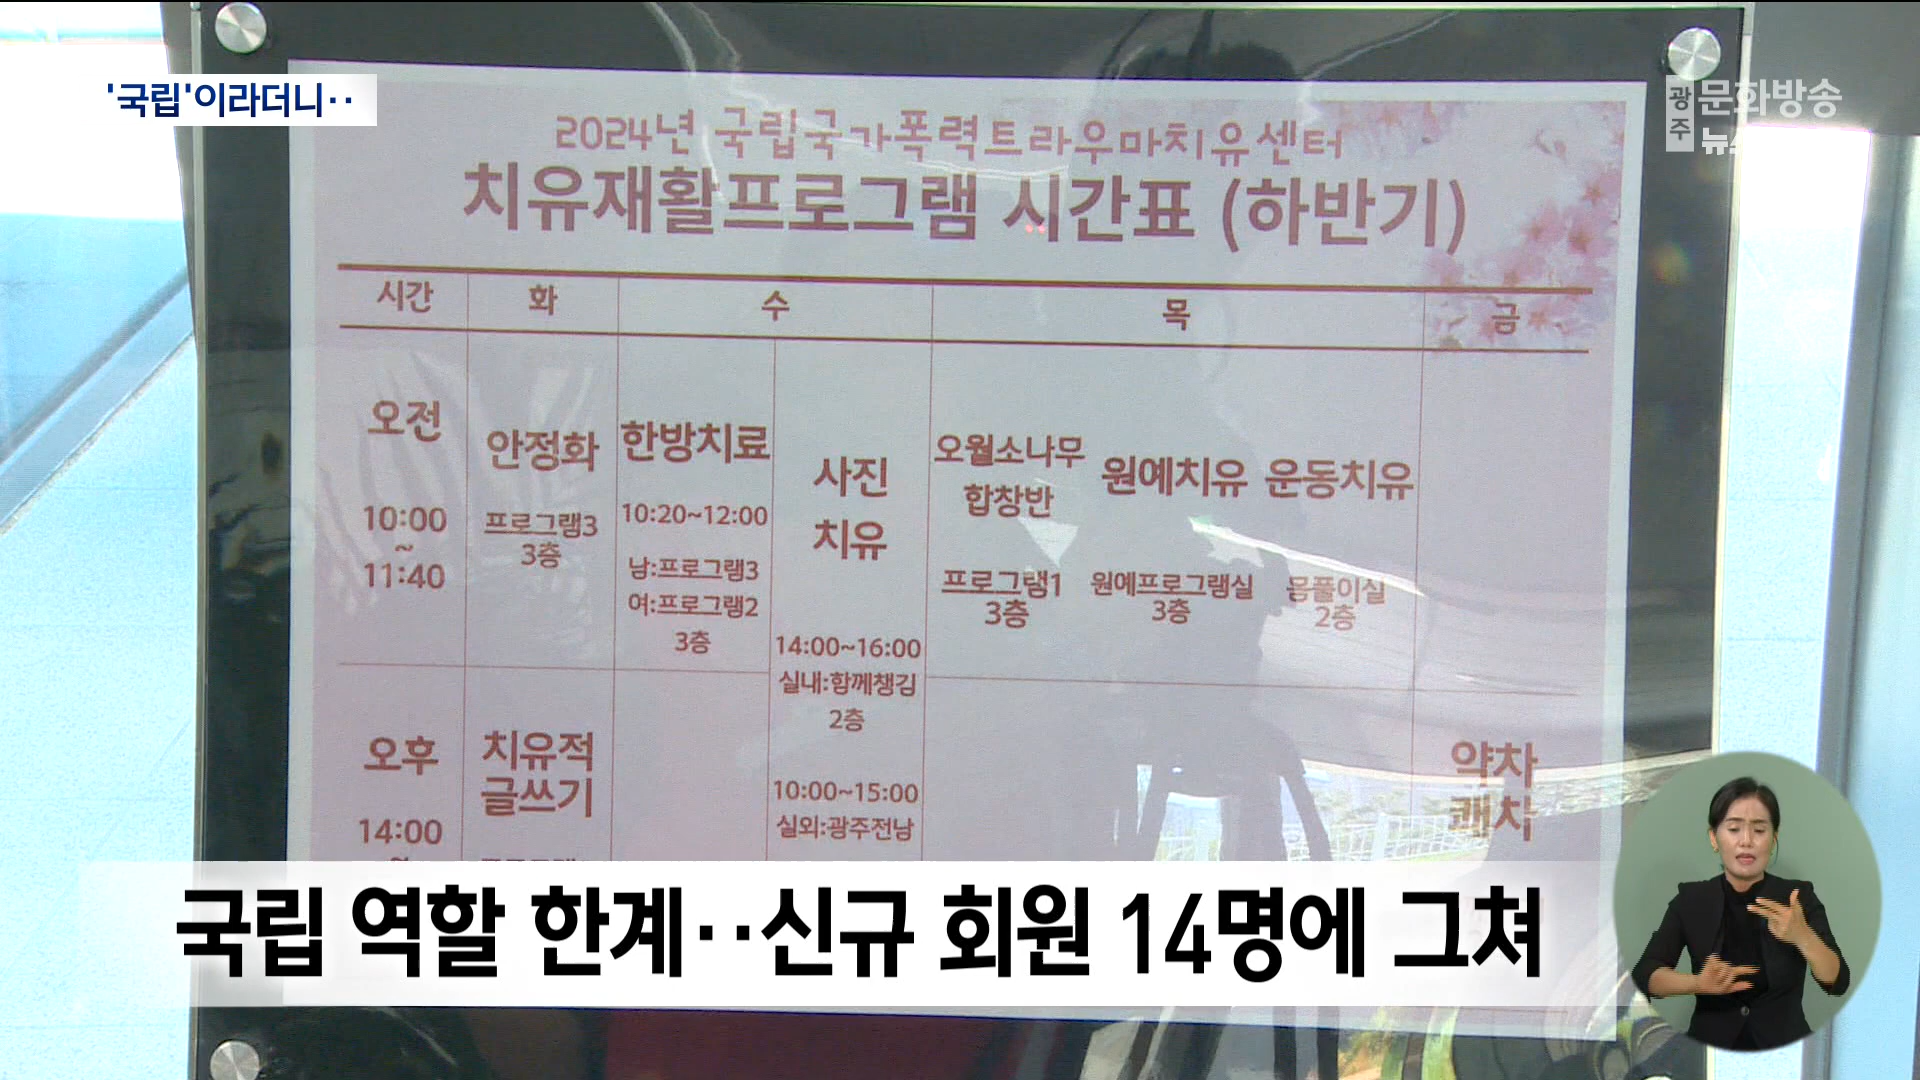 '국립'이라더니‥
광주
문화방송
뉴스
2024년 국립국가폭력트라우마치유센터
치유재활프로그램 시간표 (하반기)
시간 화 수 목 금
오전
10:00
~
11:40
안정화
프로그램3
3층
한방치료
10:20~12:00
남:프로그램3
여:프로그램2
3층
사진
치유
14:00~16:00
실내:함께챙김
2층
10:00~15:00
실외:광주전남
오월소나무
합창반
프로그램1
3층
원예치유
원예프로그램실
3층
운동치유
몸풀이실
2층
오후
14:00
~
치유적
글쓰기
약차
쾌차
국립 역할 한계‥신규 회원 14명에 그쳐